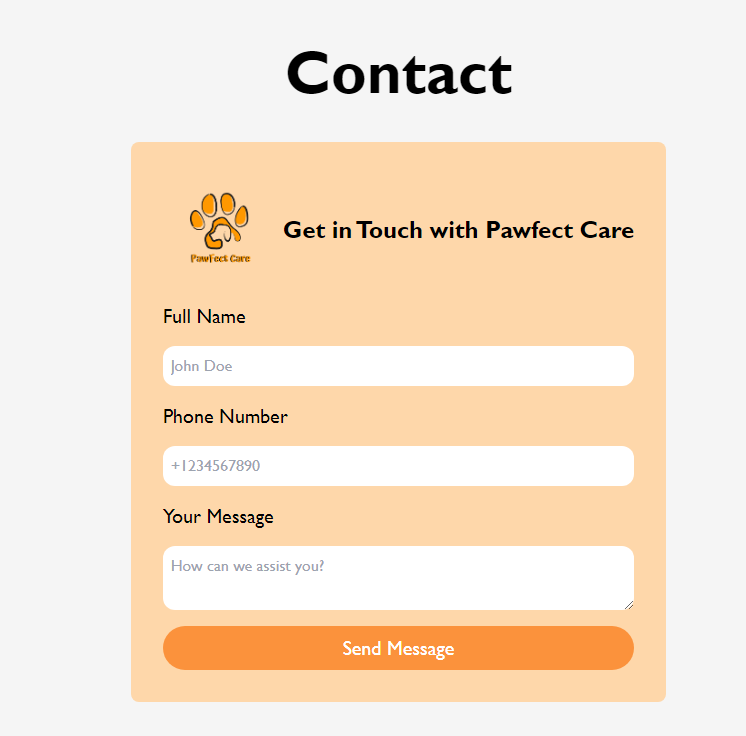 Contact
PawFect Care
Get in Touch with Pawfect Care
Full Name
John Doe
Phone Number
+1234567890
Your Message
How can we assist you?
Send Message